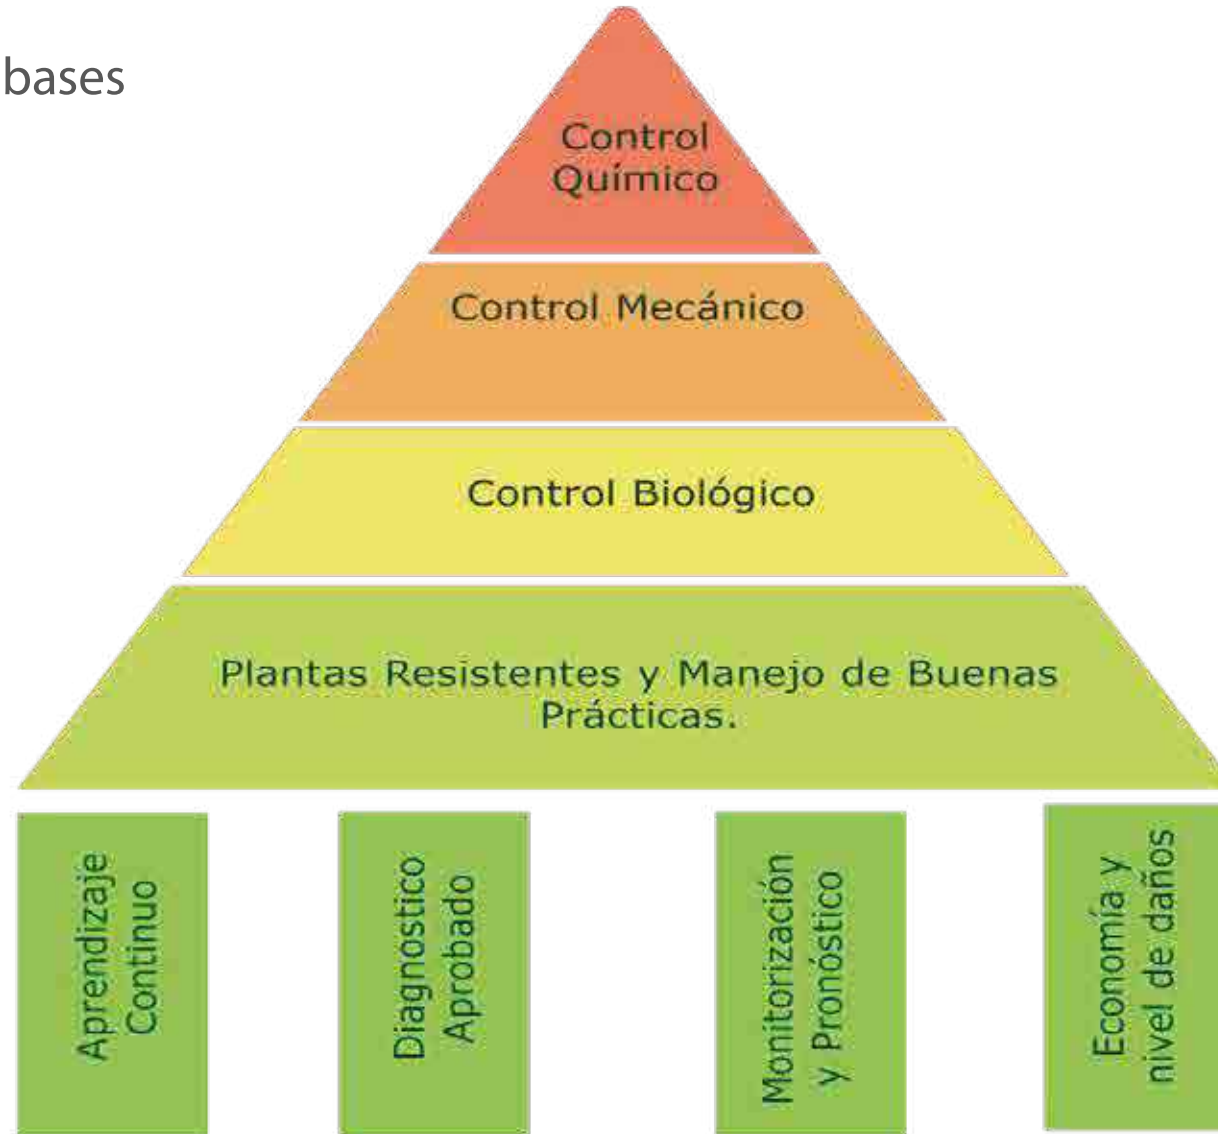 bases
Control
Químico
Control Mecánico
Control Biológico
Plantas Resistentes y Manejo de Buenas
Prácticas.
Aprendizaje
Continuo
Diagnostico
Aprobado
Monitorización
y Pronóstico
Economía y
nivel de daños